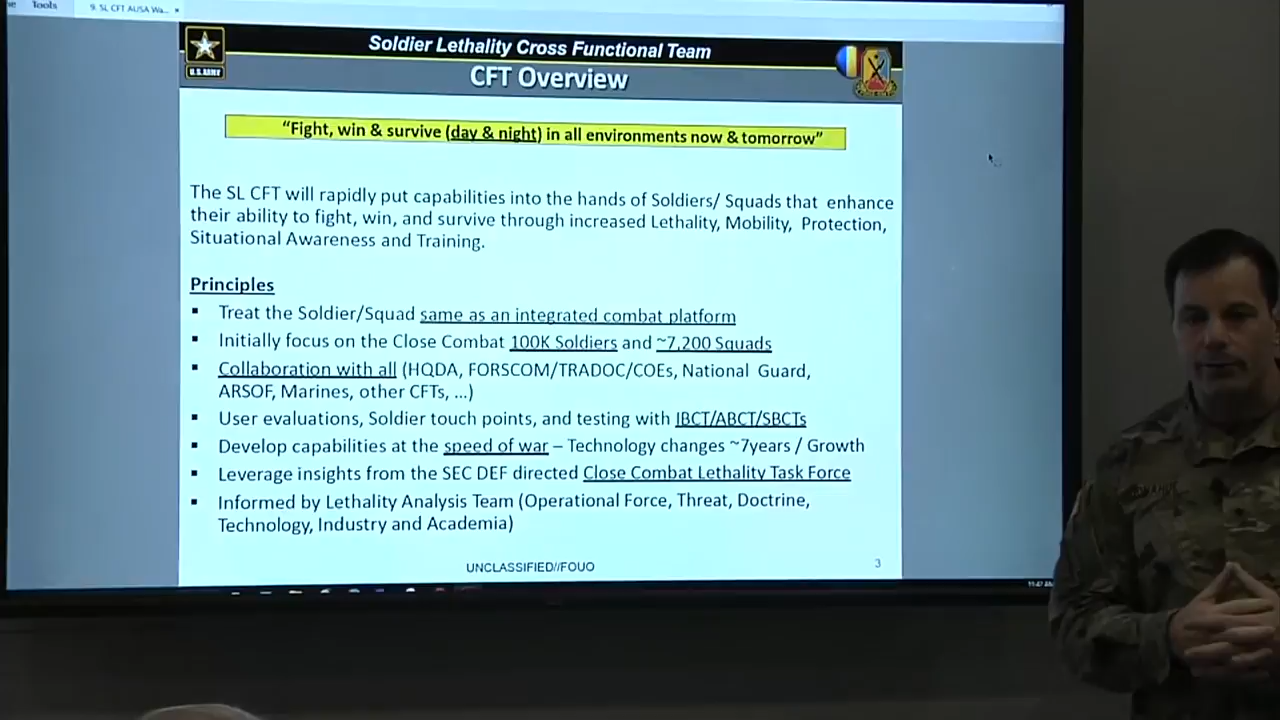 Tools
9. SL CFT AUSA Wa...
Soldier Lethality Cross Functional Team
CFT Overview
U.S. ARMY
“Fight, win & survive (day & night) in all environments now & tomorrow”
The SL CFT will rapidly put capabilities into the hands of Soldiers/ Squads that enhance
their ability to fight, win, and survive through increased Lethality, Mobility, Protection,
Situational Awareness and Training.
Principles
▪ Treat the Soldier/Squad same as an integrated combat platform
▪ Initially focus on the Close Combat 100K Soldiers and ~7,200 Squads
▪ Collaboration with all (HQDA, FORSCOM/TRADOC/COEs, National Guard,
ARSOF, Marines, other CFTs, ...)
▪ User evaluations, Soldier touch points, and testing with IBCT/ABCT/SBCTs
▪ Develop capabilities at the speed of war – Technology changes ~7years / Growth
▪ Leverage insights from the SEC DEF directed Close Combat Lethality Task Force
▪ Informed by Lethality Analysis Team (Operational Force, Threat, Doctrine,
Technology, Industry and Academia)
UNCLASSIFIED//FOUO
3